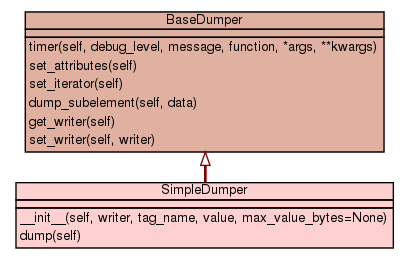 BaseDumper
timer(self, debug_level, message, function, *args, **kwargs)
set_attributes(self)
set_iterator(self)
dump_subelement(self, data)
get_writer(self)
set_writer(self, writer)
SimpleDumper
__init__(self, writer, tag_name, value, max_value_bytes=None)
dump(self)